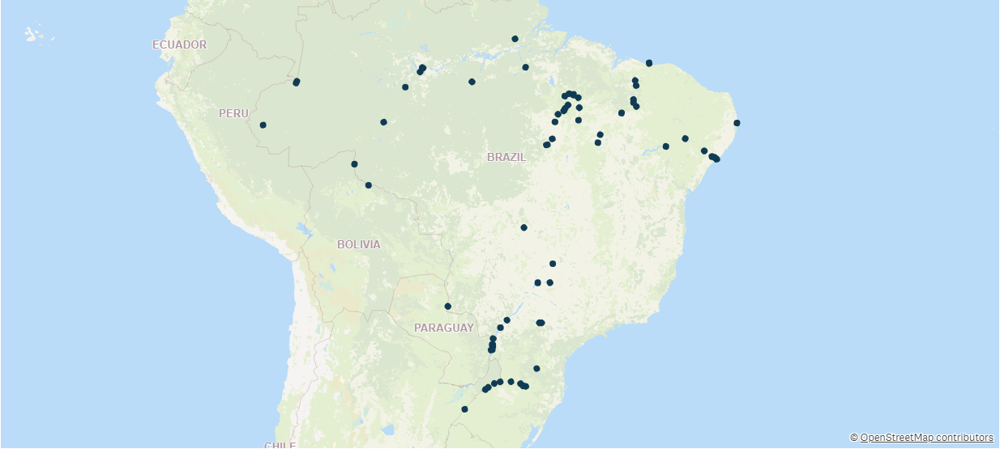 ECUADOR
PERU
BRAZIL
BOLIVIA
PARAGUAY
CHILE
© OpenStreetMap contributors